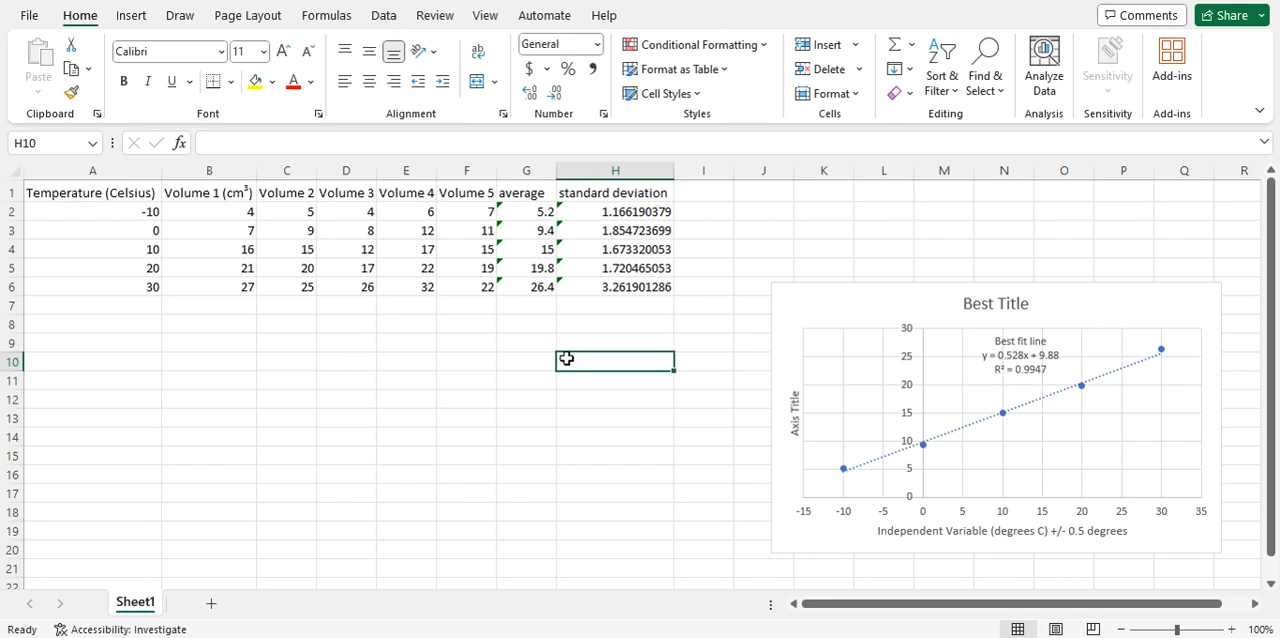 File Home Insert Draw Page Layout Formulas Data Review View Automate Help Comments Share
Paste
Clipboard
Calibri 11
B I U A
Font
ab
Alignment
General
$ % 9
Number
Conditional Formatting
Format as Table
Cell Styles
Styles
Insert
Delete
Format
Cells
Sort & Filter
Find & Select
Editing
Analyze Data
Analysis
Sensitivity
Sensitivity
Add-ins
Add-ins
H10 fx
A B C D E F G H I J K L M N O P Q R
1 Temperature (Celsius) Volume 1 (cm³) Volume 2 Volume 3 Volume 4 Volume 5 average standard deviation
2 -10 4 5 4 6 7 5.2 1.166190379
3 0 7 9 8 12 11 9.4 1.854723699
4 10 16 15 12 17 15 15 1.673320053
5 20 21 20 17 22 19 19.8 1.720465053
6 30 27 25 26 32 22 26.4 3.261901286
7
8
9
10
11
12
13
14
15
16
17
18
19
20
21
22
Best Title
30
25
20
15
10
5
0
Best fit line
y = 0.528x + 9.88
R² = 0.9947
Axis Title
-15 -10 -5 0 5 10 15 20 25 30 35
Independent Variable (degrees C) +/- 0.5 degrees
Sheet1
Ready Accessibility: Investigate 100%